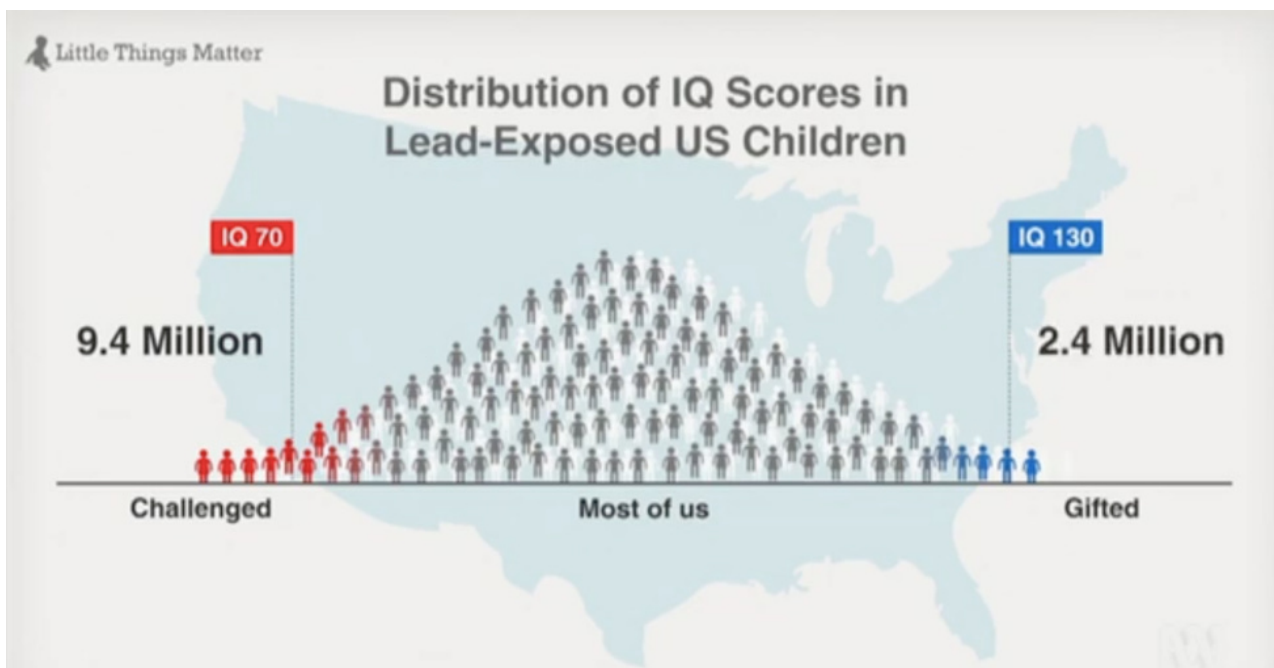 Little Things Matter
Distribution of IQ Scores in
Lead-Exposed US Children
IQ 70
IQ 130
9.4 Million
2.4 Million
Challenged
Most of us
Gifted